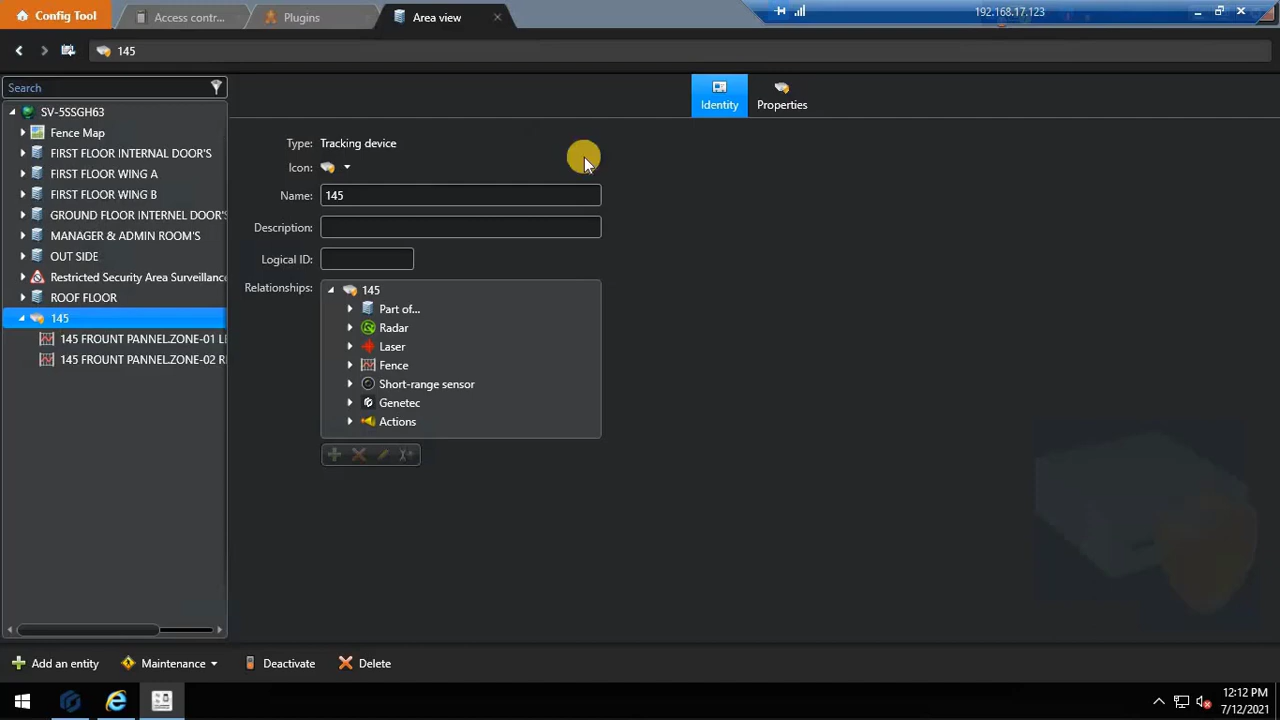 Config Tool
Access contr...
Plugins
Area view
192.168.17.123
145
Search
SV-5SSGH63
Fence Map
FIRST FLOOR INTERNAL DOOR'S
FIRST FLOOR WING A
FIRST FLOOR WING B
GROUND FLOOR INTERNEL DOOR'S
MANAGER & ADMIN ROOM'S
OUT SIDE
Restricted Security Area Surveillance
ROOF FLOOR
145
145 FROUNT PANNEL.ZONE-01 LE
145 FROUNT PANNEL.ZONE-02 RI
Identity
Properties
Type: Tracking device
Icon:
Name: 145
Description:
Logical ID:
Relationships: 145
Part of...
Radar
Laser
Fence
Short-range sensor
Genetec
Actions
Add an entity
Maintenance
Deactivate
Delete
12:12 PM
7/12/2021